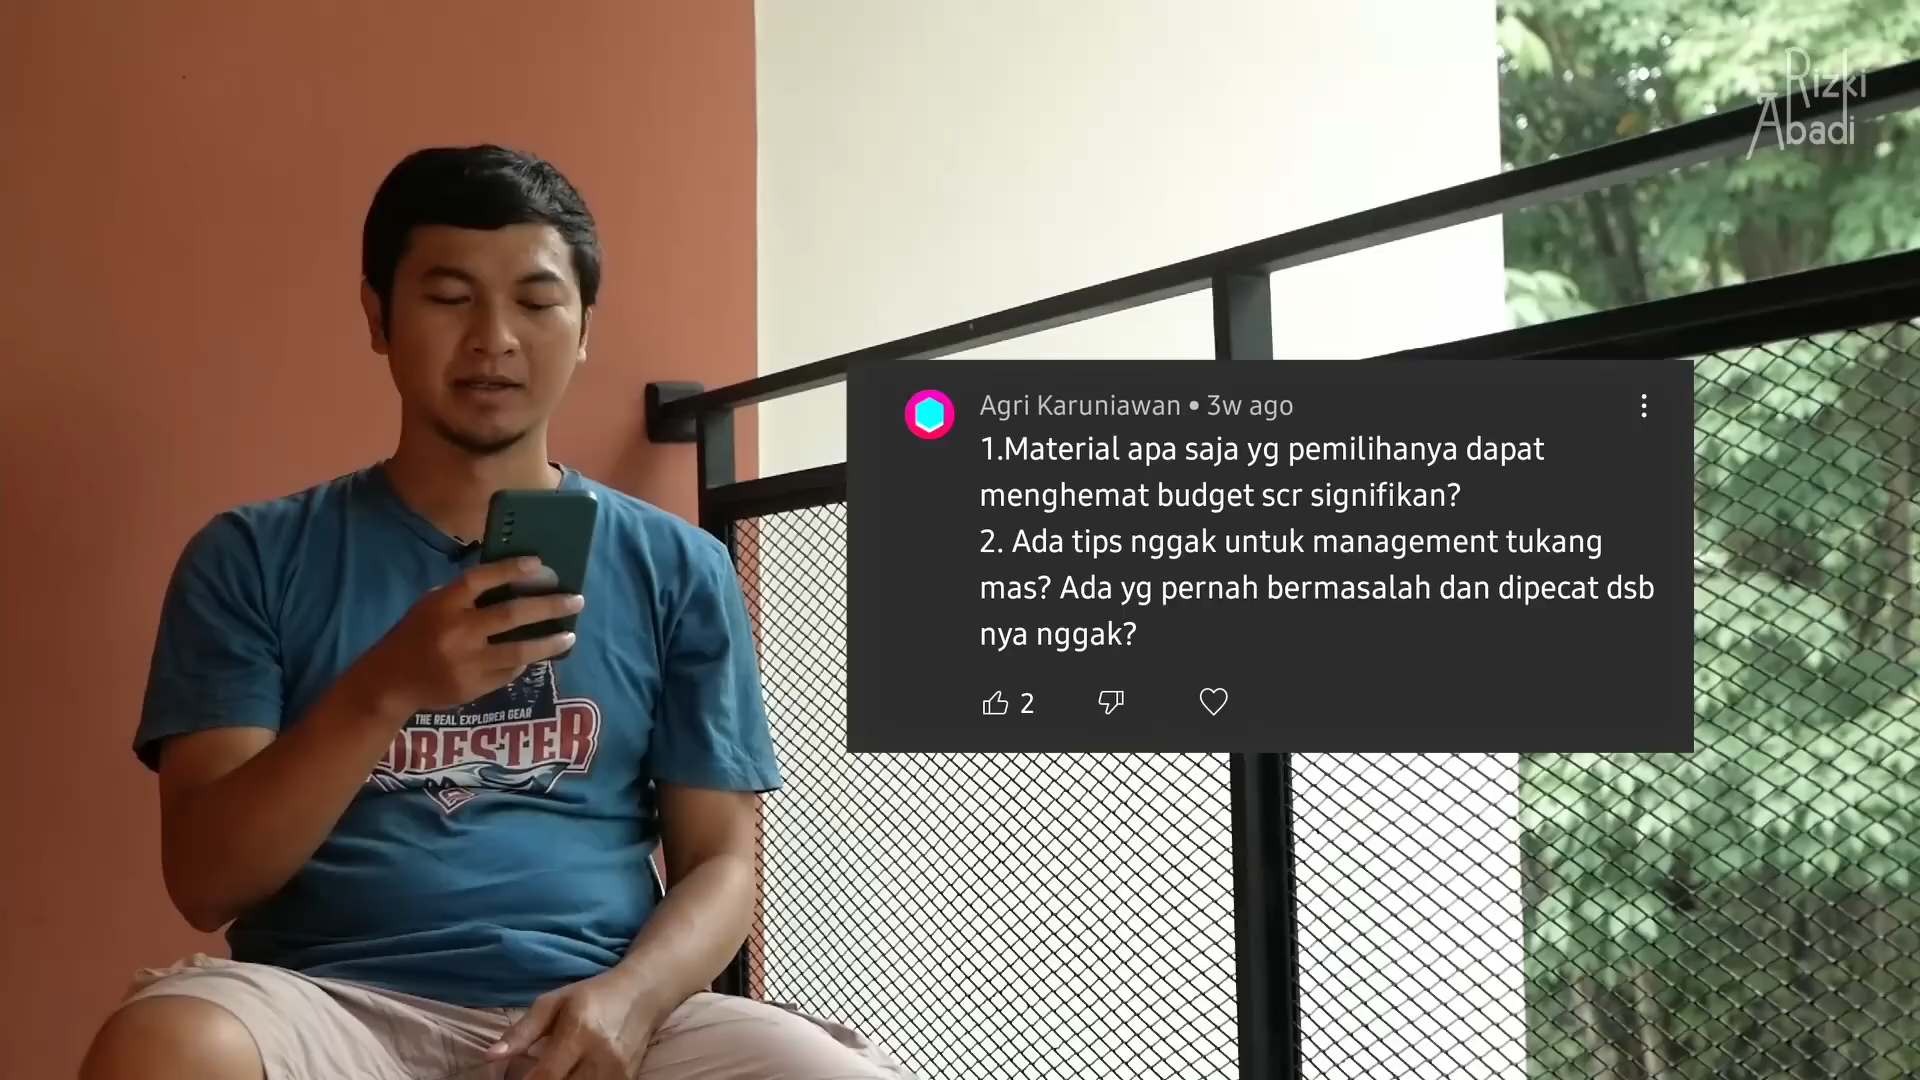 Rizki
Abadi
Agri Karuniawan • 3w ago
1.Material apa saja yg pemilihanya dapat
menghemat budget scr signifikan?
2. Ada tips nggak untuk management tukang
mas? Ada yg pernah bermasalah dan dipecat dsb
nya nggak?
2
THE REAL EXPLORER GEAR
ORESTER